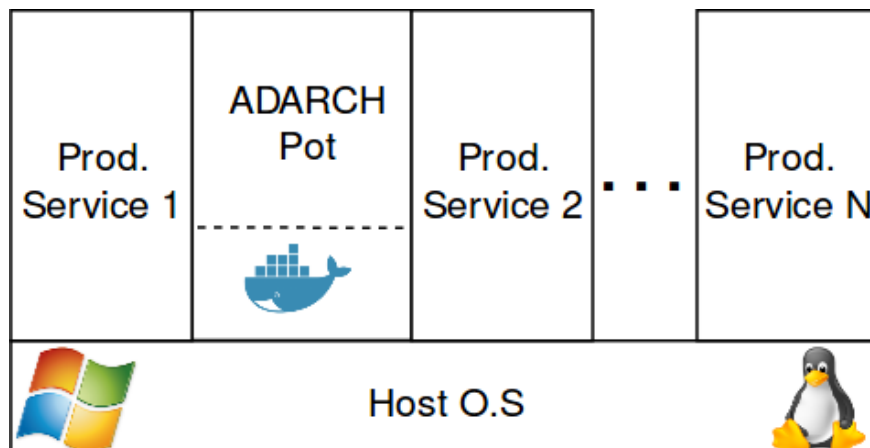 Prod.
Service 1
ADARCH
Pot
Prod.
Service 2
. . .
Prod.
Service N
Host O.S